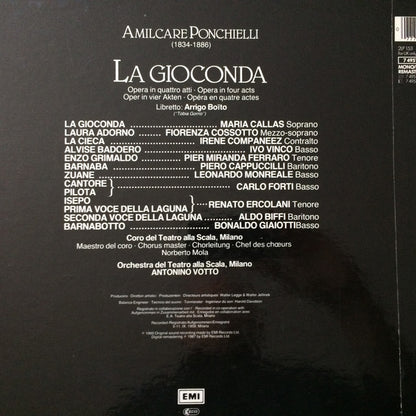 AMILCARE PONCHIELLI
(1834-1886)
LA GIOCONDA
Opera in quattro atti · Opera in four acts
Oper in vier Akten · Opéra en quatre actes
Libretto: Arrigo Boito
("Tobia Gorrio")
LA GIOCONDA .......................... MARIA CALLAS Soprano
LAURA ADORNO ............ FIORENZA COSSOTTO Mezzo-soprano
LA CIECA .................... IRENE COMPANEEZ Contralto
ALVISE BADOERO ........................ IVO VINCO Basso
ENZO GRIMALDO ......... PIER MIRANDA FERRARO Tenore
BARNABA ..................... PIERO CAPPUCCILLI Baritono
ZUANE ..................... LEONARDO MONREALE Basso
CANTORE
PILOTA } ............................ CARLO FORTI Basso
ISEPO
PRIMA VOCE DELLA LAGUNA } ........ RENATO ERCOLANI Tenore
SECONDA VOCE DELLA LAGUNA .......... ALDO BIFFI Baritono
BARNABOTTO .................... BONALDO GIAIOTTI Basso
Coro del Teatro alla Scala, Milano
Maestro del coro · Chorus master · Chorleitung · Chef des chœurs
Norberto Mola
Orchestra del Teatro alla Scala, Milano
ANTONINO VOTTO
EMI
MONO/
REMAST